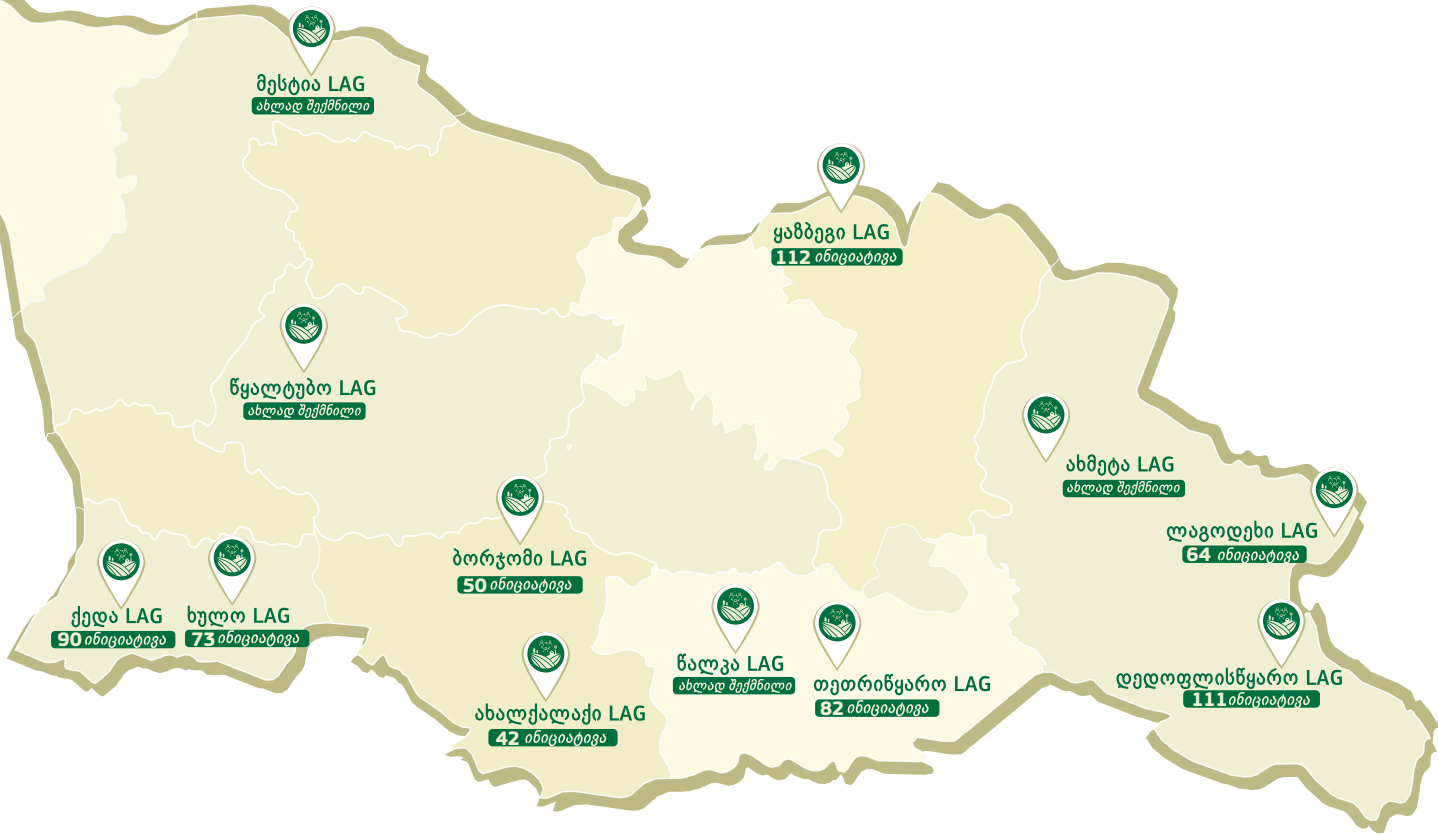 მესტია LAG
ახლად შექმნილი
ყაზბეგი LAG
112 ინიციატივა
წყალტუბო LAG
ახლად შექმნილი
ახმეტა LAG
ახლად შექმნილი
ლაგოდეხი LAG
64 ინიციატივა
ბორჯომი LAG
50 ინიციატივა
ქედა LAG
90 ინიციატივა
ხულო LAG
73 ინიციატივა
წალკა LAG
ახლად შექმნილი
თეთრიწყარო LAG
82 ინიციატივა
დედოფლისწყარო LAG
111 ინიციატივა
ახალქალაქი LAG
42 ინიციატივა